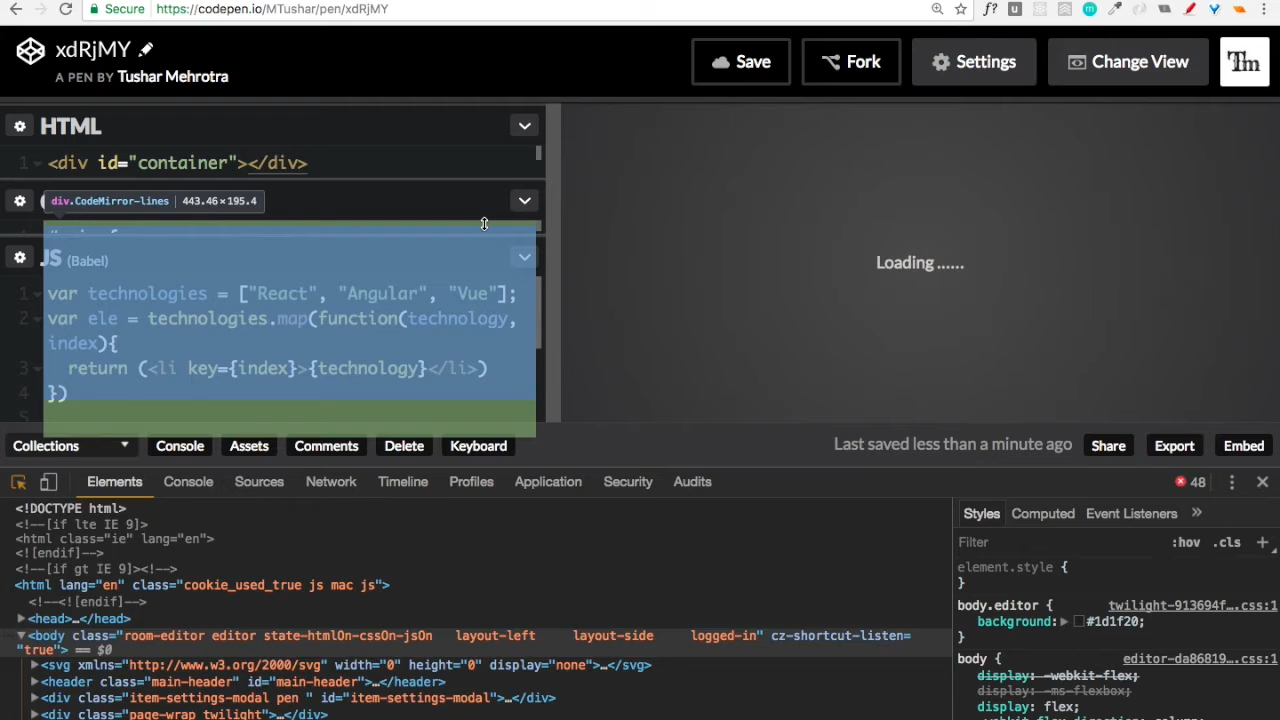 Secure https://codepen.io/MTushar/pen/xdRjMY
xdRjMY
A PEN BY Tushar Mehrotra
Save
Fork
Settings
Change View
Tm
HTML
1 <div id="container"></div>
div.CodeMirror-lines 443.46×195.4
JS (Babel)
1 var technologies = ["React", "Angular", "Vue"];
2 var ele = technologies.map(function(technology,
index){
3 return (<li key={index}>{technology}</li>)
4 })
5
Loading ......
Collections
Console
Assets
Comments
Delete
Keyboard
Last saved less than a minute ago
Share
Export
Embed
Elements
Console
Sources
Network
Timeline
Profiles
Application
Security
Audits
48
<!DOCTYPE html>
<!--[if lte IE 9]>
<html class="ie" lang="en">
<![endif]-->
<!--[if gt IE 9]><!-->
<html lang="en" class="cookie_used_true js mac js">
<!--<![endif]-->
<head>…</head>
<body class="room-editor editor state-htmlOn-cssOn-jsOn layout-left layout-side logged-in" cz-shortcut-listen=
"true"> == $0
<svg xmlns="http://www.w3.org/2000/svg" width="0" height="0" display="none">…</svg>
<header class="main-header" id="main-header">…</header>
<div class="item-settings-modal pen " id="item-settings-modal">…</div>
<div class="page-wrap twilight">…</div>
Styles
Computed
Event Listeners
»
Filter
:hov
.cls
+
element.style {
}
body.editor {
twilight-913694f….css:1
background: #1d1f20;
}
body {
editor-da86819….css:1
display: -webkit-flex;
display: -ms-flexbox;
display: flex;